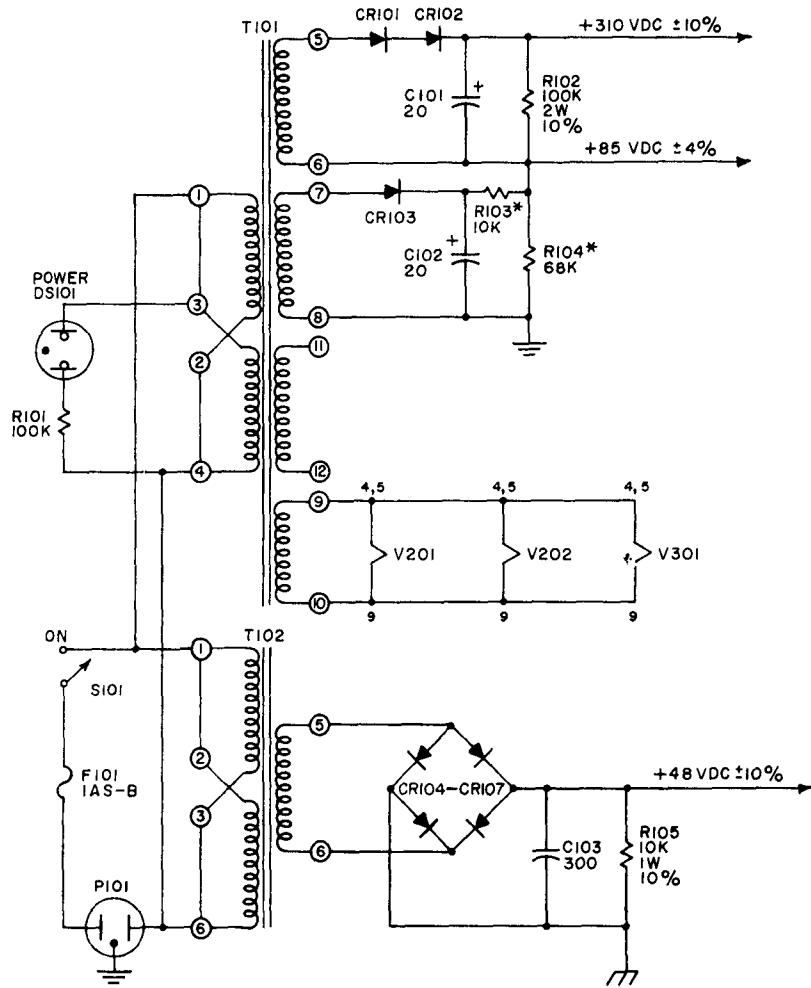 CR101 CR102
T101
5
+310 VDC ±10%
+
C101
20
R102
100K
2W
10%
6
+85 VDC ±4%
1
7
CR103
R103*
10K
+
C102
20
R104*
68K
POWER
DS101
3
8
2
11
R101
100K
4
12
9
4,5
4,5
4,5
V201
V202
V301
10
9
9
9
ON
T102
1
S101
5
2
F101
1AS-B
CR104-CR107
+48 VDC ±10%
3
6
C103
300
R105
10K
1W
10%
P101
6